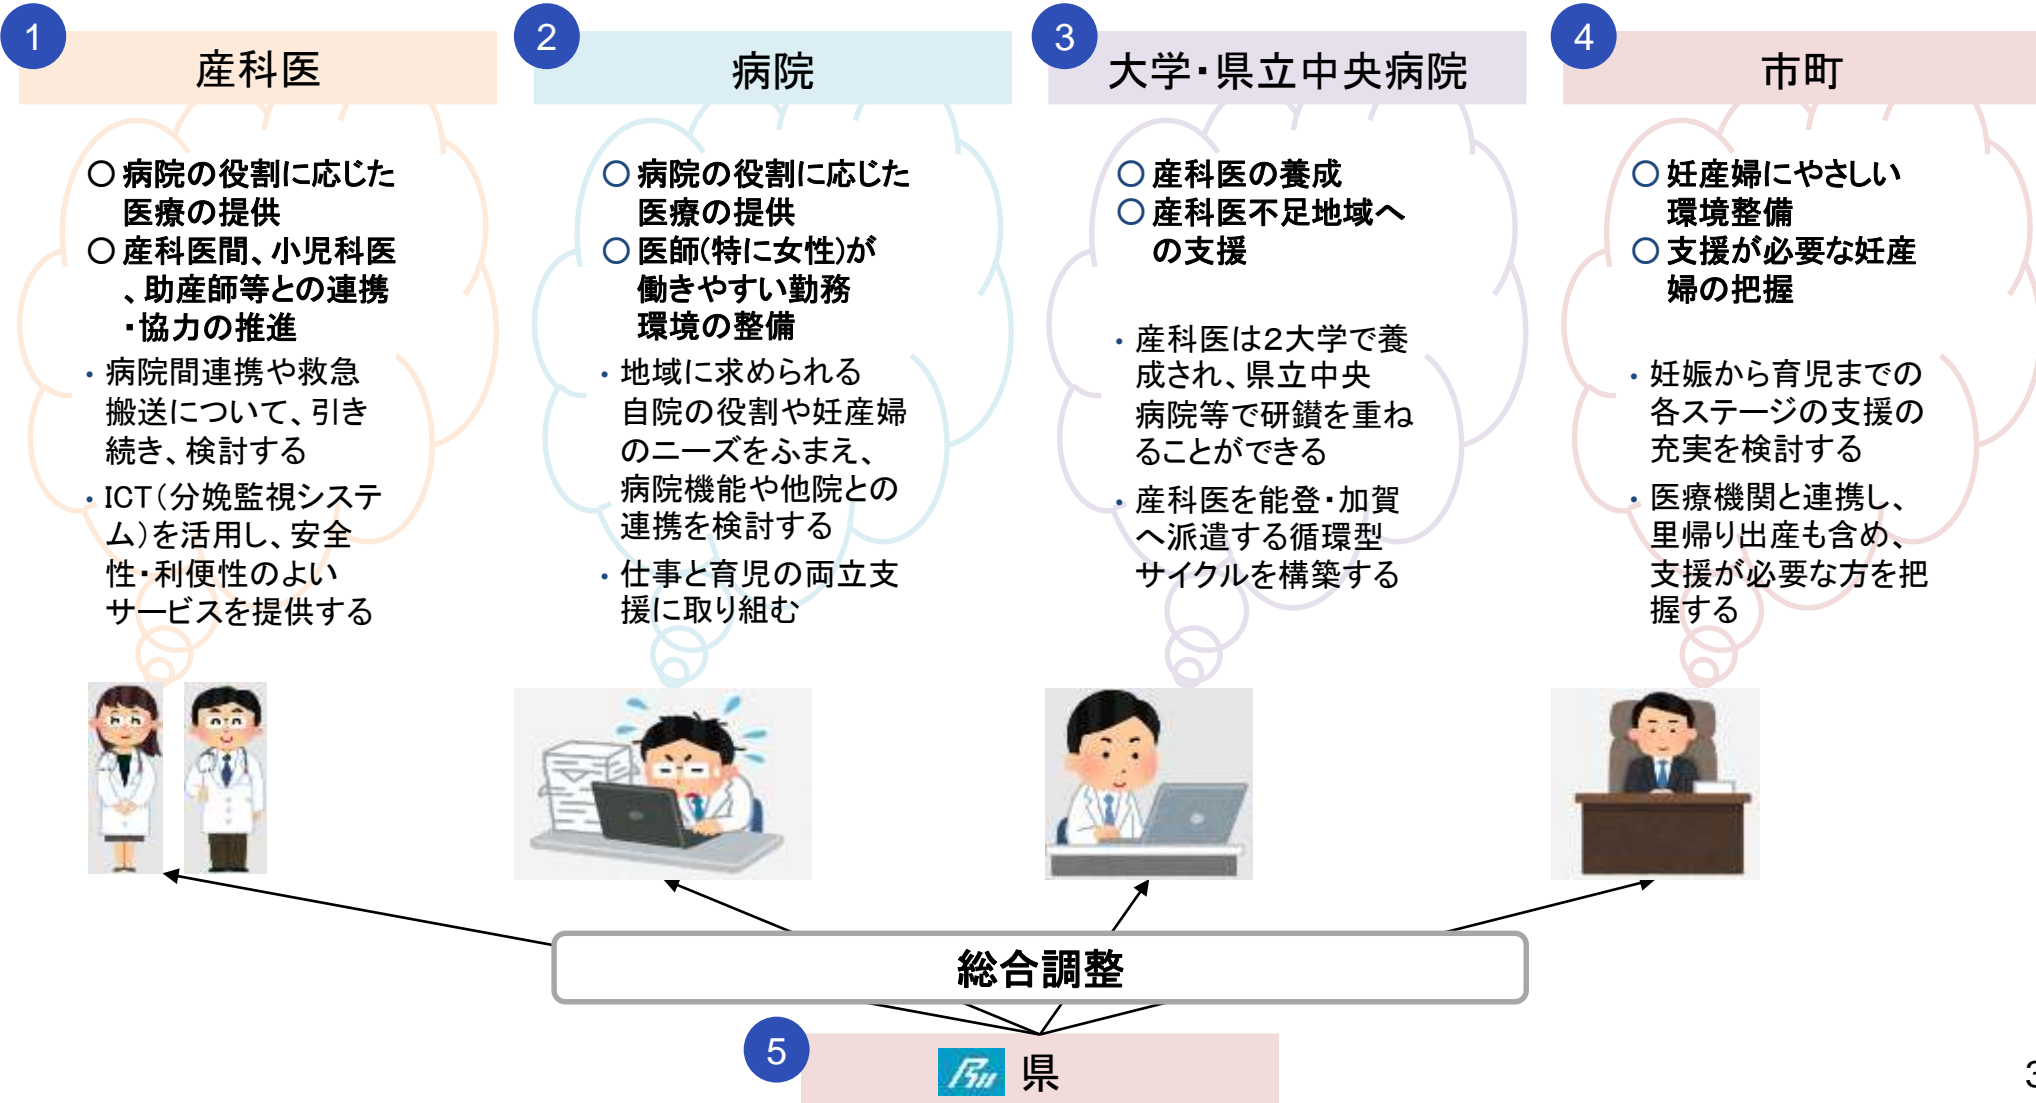 1
産科医
○病院の役割に応じた
医療の提供
○産科医間、小児科医
、助産師等との連携
・協力の推進
・病院間連携や救急
搬送について、引き
続き、検討する
・ICT（分娩監視システ
ム）を活用し、安全
性・利便性のよい
サービスを提供する
2
病院
○病院の役割に応じた
医療の提供
○医師(特に女性)が
働きやすい勤務
環境の整備
・地域に求められる
自院の役割や妊産婦
のニーズをふまえ、
病院機能や他院との
連携を検討する
・仕事と育児の両立支
援に取り組む
3
大学・県立中央病院
○産科医の養成
○産科医不足地域へ
の支援
・産科医は２大学で養
成され、県立中央
病院等で研鑚を重ね
ることができる
・産科医を能登・加賀
へ派遣する循環型
サイクルを構築する
4
市町
○妊産婦にやさしい
環境整備
○支援が必要な妊産
婦の把握
・妊娠から育児までの
各ステージの支援の
充実を検討する
・医療機関と連携し、
里帰り出産も含め、
支援が必要な方を把
握する
総合調整
5
県